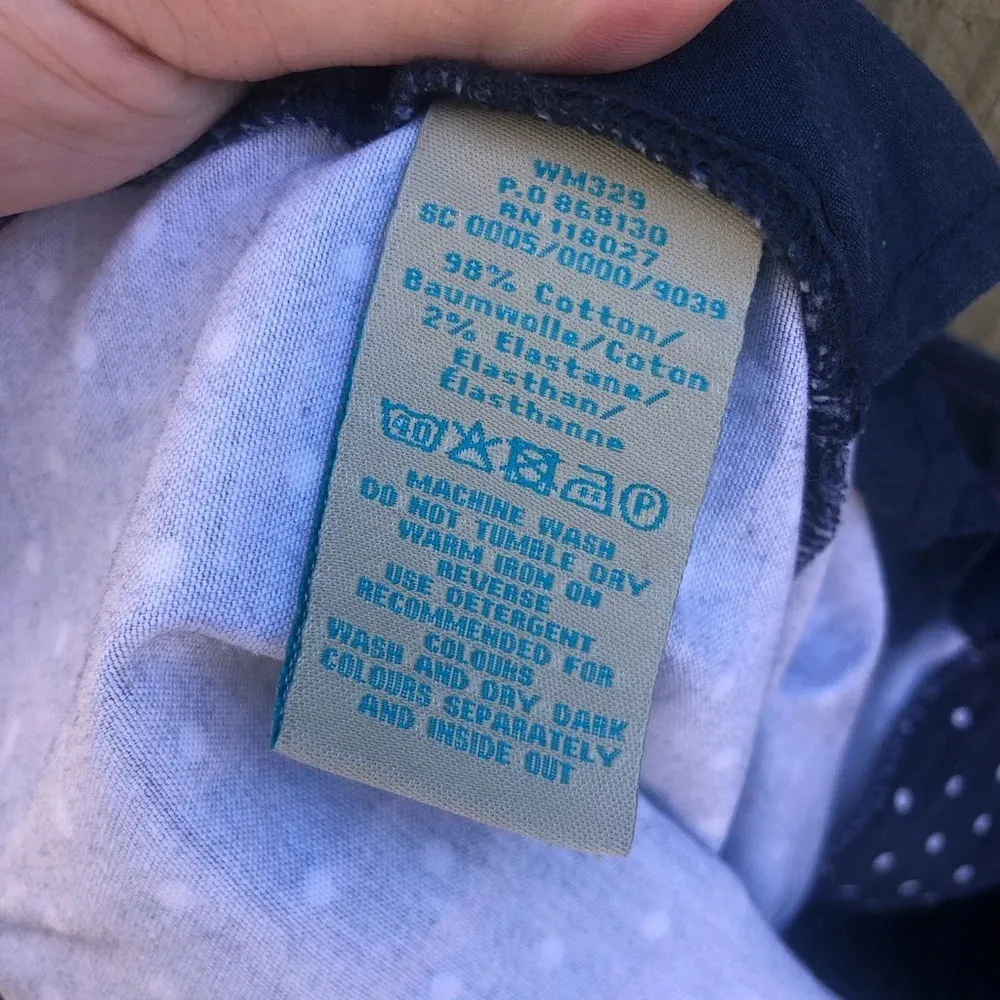 WM329
P.O 868130
RN 118027
SC 0005/0000/9039
98% Cotton/
Baumwolle/Coton
2% Elastane/
Elasthan/
Élasthanne
40 P
MACHINE WASH
DO NOT TUMBLE DRY
WARM IRON ON
REVERSE
USE DETERGENT
RECOMMENDED FOR
COLOURS
WASH AND DRY DARK
COLOURS SEPARATELY
AND INSIDE OUT